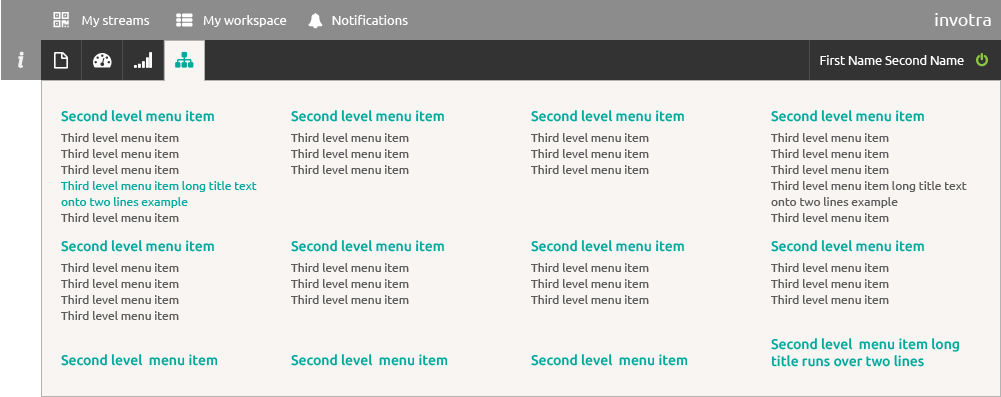 My streams My workspace Notifications invotra
i First Name Second Name
Second level menu item Second level menu item Second level menu item Second level menu item
Third level menu item Third level menu item Third level menu item Third level menu item
Third level menu item Third level menu item Third level menu item Third level menu item
Third level menu item Third level menu item Third level menu item Third level menu item
Third level menu item long title text Third level menu item long title text
onto two lines example onto two lines example
Third level menu item Third level menu item
Second level menu item Second level menu item Second level menu item Second level menu item
Third level menu item Third level menu item Third level menu item Third level menu item
Third level menu item Third level menu item Third level menu item Third level menu item
Third level menu item Third level menu item Third level menu item Third level menu item
Third level menu item
Second level menu item Second level menu item Second level menu item Second level menu item long
title runs over two lines